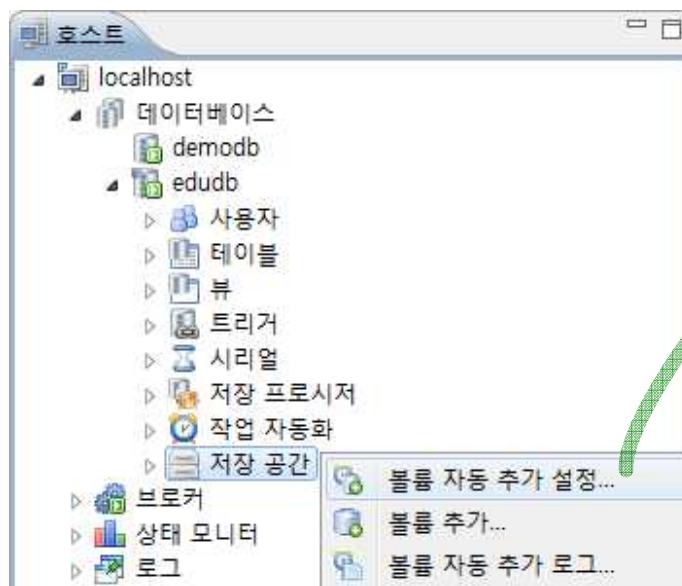 호스트
localhost
데이터베이스
demodb
edudb
사용자
테이블
뷰
트리거
시리얼
저장 프로시저
작업 자동화
저장 공간
볼륨 자동 추가 설정...
브로커
볼륨 추가...
상태 모니터
볼륨 자동 추가 로그...
로그